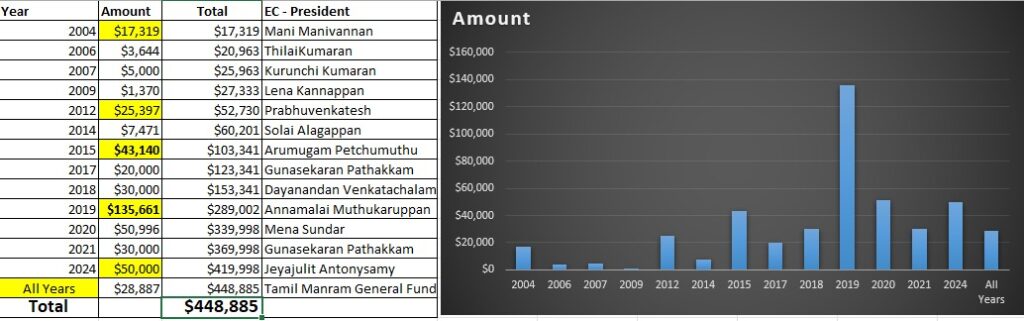 Year Amount Total EC - President
2004 $17,319 $17,319 Mani Manivannan
2006 $3,644 $20,963 ThilaiKumaran
2007 $5,000 $25,963 Kurunchi Kumaran
2009 $1,370 $27,333 Lena Kannappan
2012 $25,397 $52,730 Prabhuvenkatesh
2014 $7,471 $60,201 Solai Alagappan
2015 $43,140 $103,341 Arumugam Petchumuthu
2017 $20,000 $123,341 Gunasekaran Pathakkam
2018 $30,000 $153,341 Dayanandan Venkatachalam
2019 $135,661 $289,002 Annamalai Muthukaruppan
2020 $50,996 $339,998 Mena Sundar
2021 $30,000 $369,998 Gunasekaran Pathakkam
2024 $50,000 $419,998 Jeyajulit Antonysamy
All Years $28,887 $448,885 Tamil Manram General Fund
Total $448,885
Amount
$160,000
$140,000
$120,000
$100,000
$80,000
$60,000
$40,000
$20,000
$0
2004 2006 2007 2009 2012 2014 2015 2017 2018 2019 2020 2021 2024 All
Years